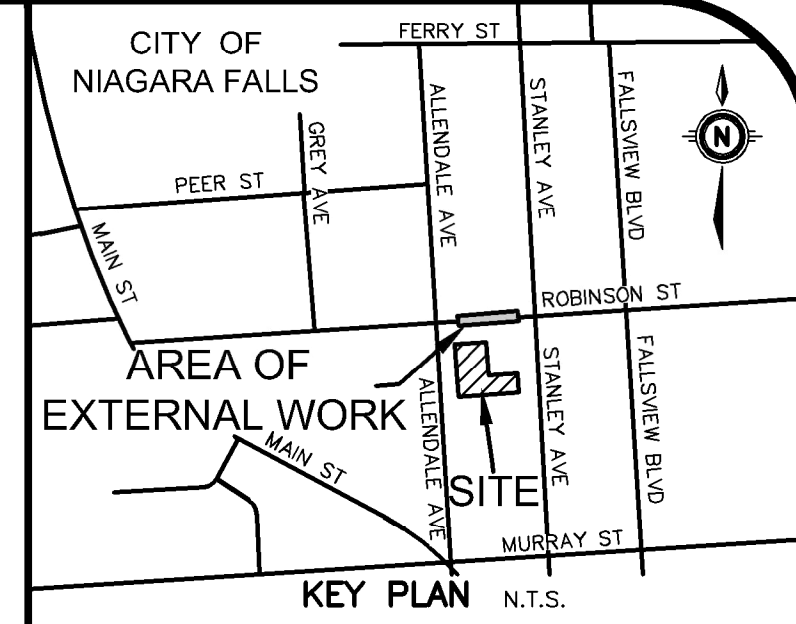 FERRY ST
CITY OF
NIAGARA FALLS
ALLENDALE AVE
STANLEY AVE
FALLSVIEW BLVD
N
GREY AVE
PEER ST
MAIN ST
ROBINSON ST
AREA OF
EXTERNAL WORK
ALLENDALE AVE
STANLEY AVE
FALLSVIEW BLVD
MAIN ST
SITE
MURRAY ST
KEY PLAN
N.T.S.